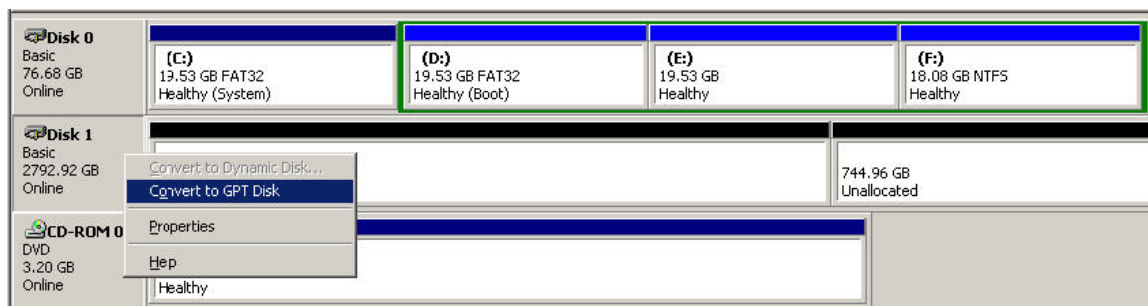 Disk 0
Basic
76.68 GB
Online
(C:)
19.53 GB FAT32
Healthy (System)
(D:)
19.53 GB FAT32
Healthy (Boot)
(E:)
19.53 GB
Healthy
(F:)
18.08 GB NTFS
Healthy
Disk 1
Basic
2792.92 GB
Online
744.96 GB
Unallocated
Convert to Dynamic Disk...
Convert to GPT Disk
Properties
Help
CD-ROM 0
DVD
3.20 GB
Online
Healthy